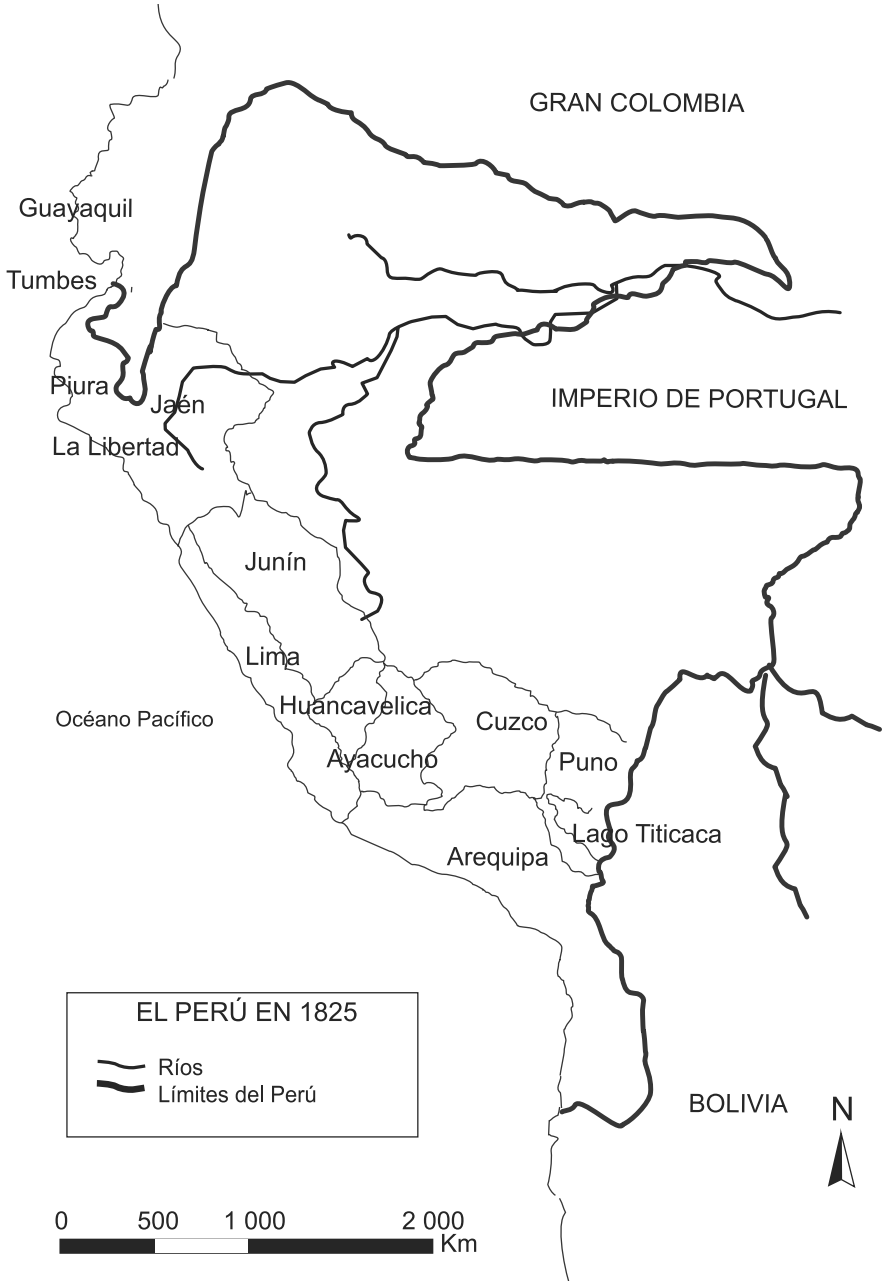 GRAN COLOMBIA
Guayaquil
Tumbes
Piura
Jaén
IMPERIO DE PORTUGAL
La Libertad
Junín
Lima
Huancavelica
Océano Pacífico
Cuzco
Ayacucho
Puno
Lago Titicaca
Arequipa
EL PERÚ EN 1825
Ríos
Límites del Perú
BOLIVIA
N
0 500 1 000 2 000
Km